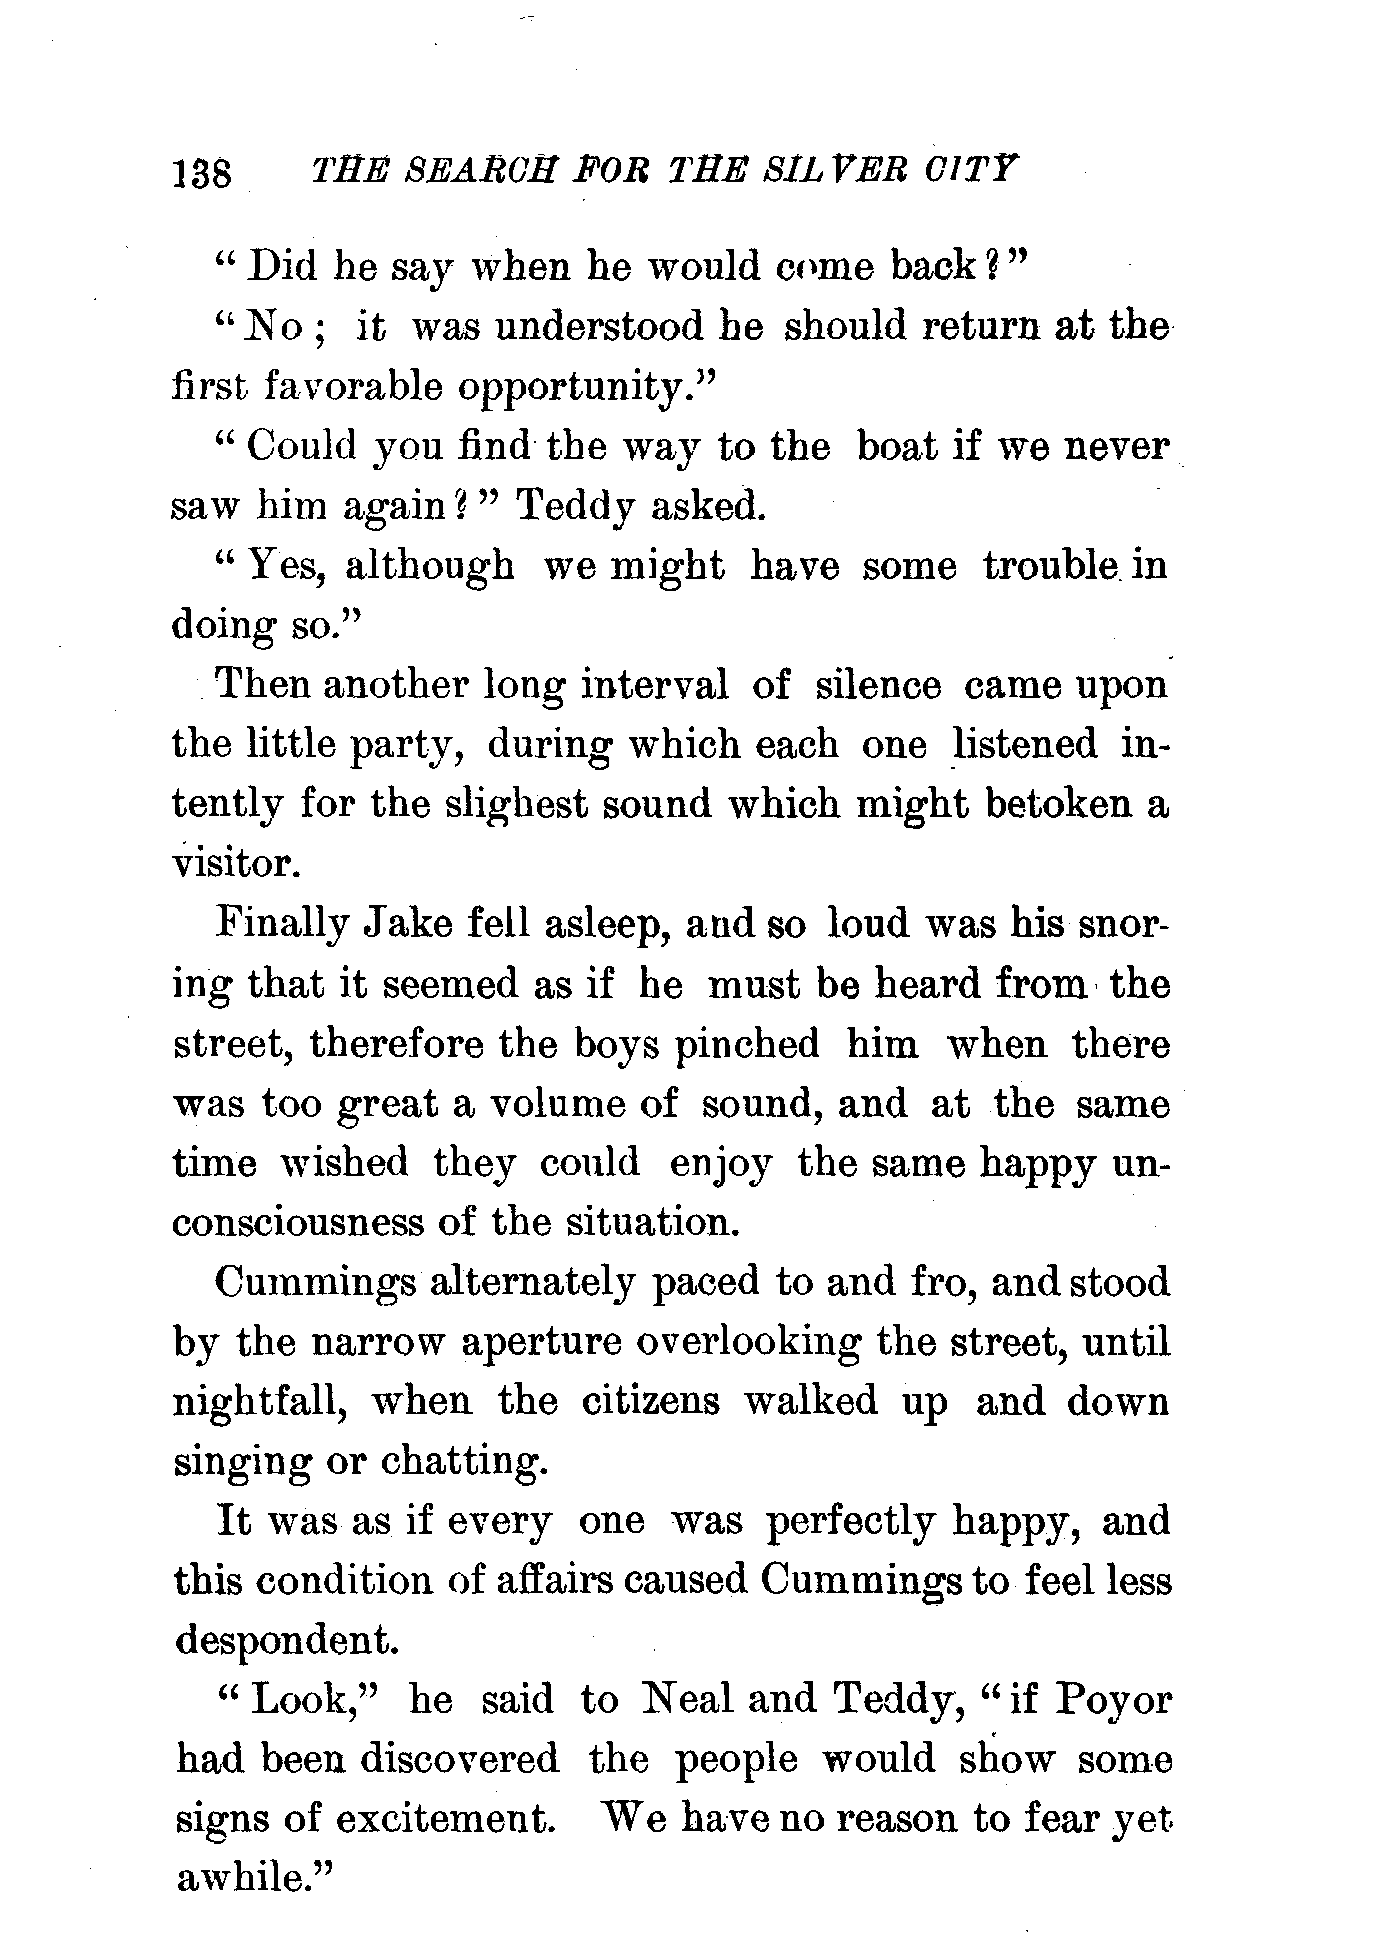 138 THE SEARCH FOR THE SILVER CITY
“ Did he say when he would come back ? ”
“ No ; it was understood he should return at the
first favorable opportunity.”
“ Could you find the way to the boat if we never
saw him again ? ” Teddy asked.
“ Yes, although we might have some trouble in
doing so.”
Then another long interval of silence came upon
the little party, during which each one listened in-
tently for the slighest sound which might betoken a
visitor.
Finally Jake fell asleep, and so loud was his snor-
ing that it seemed as if he must be heard from the
street, therefore the boys pinched him when there
was too great a volume of sound, and at the same
time wished they could enjoy the same happy un-
consciousness of the situation.
Cummings alternately paced to and fro, and stood
by the narrow aperture overlooking the street, until
nightfall, when the citizens walked up and down
singing or chatting.
It was as if every one was perfectly happy, and
this condition of affairs caused Cummings to feel less
despondent.
“ Look,” he said to Neal and Teddy, “ if Poyor
had been discovered the people would show some
signs of excitement. We have no reason to fear yet
awhile.”